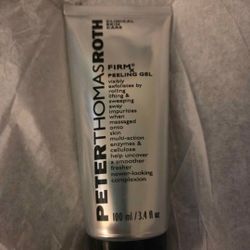 CLINICAL
SKIN
CARE
PETERTHOMASROTH
FIRMx®
PEELING GEL
visibly
exfoliates by
rolling
lifting &
sweeping
away
impurities
when
massaged
onto
skin
multi-action
enzymes &
cellulose
help uncover
a smoother
fresher
newer-looking
complexion
100 ml / 3.4 fl oz